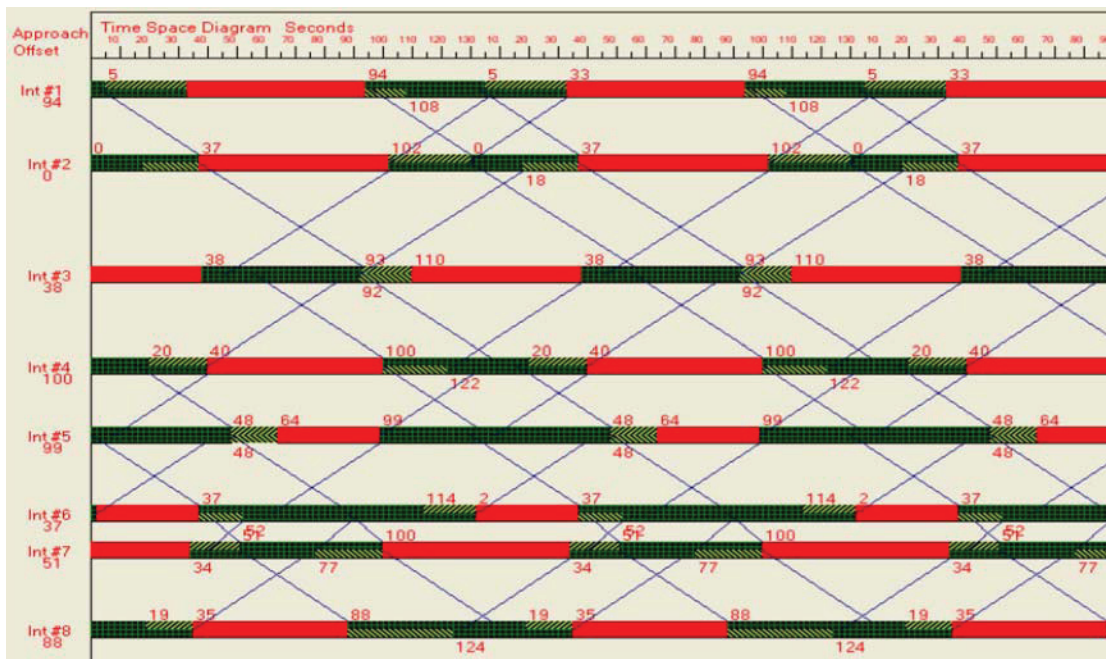 Time Space Diagram Seconds
Approach
Offset
10 20 30 40 50 60 70 80 90 100 110 120 130 10 20 30 40 50 60 70 80 90 100 110 120 130 10 20 30 40 50 60 70 80 90
5 94 5 33 94 5 33
Int #1
94
108 108
0 37 102 0 37 102 0 37
Int #2
0
18 18
38 93 110 38 93 110 38
Int #3
38
92 92
20 40 100 20 40 100 20 40
Int #4
100
122 122
48 64 99 48 64 99 48 64
Int #5
99
48 48 48
37 114 2 37 114 2 37
Int #6
37
52 52 52
51 100 51 100 51
Int #7
51
34 77 34 77 34 77
19 35 88 19 35 88 19 35
Int #8
88
124 124